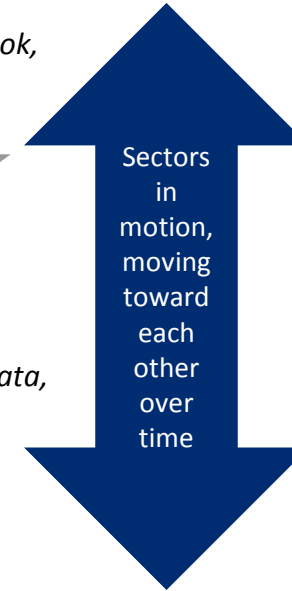 ok,
Sectors
in
motion,
moving
toward
each
other
over
time
ata,